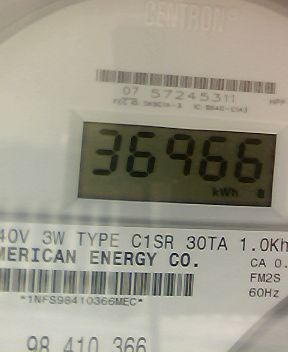 CENTRON®
07 57245311
36966
kWh
40V 3W TYPE C1SR 30TA 1.0Kh
MERICAN ENERGY CO.
CA 0.
FM2S
60Hz
*1NFS98410366MEC*
98 410 366